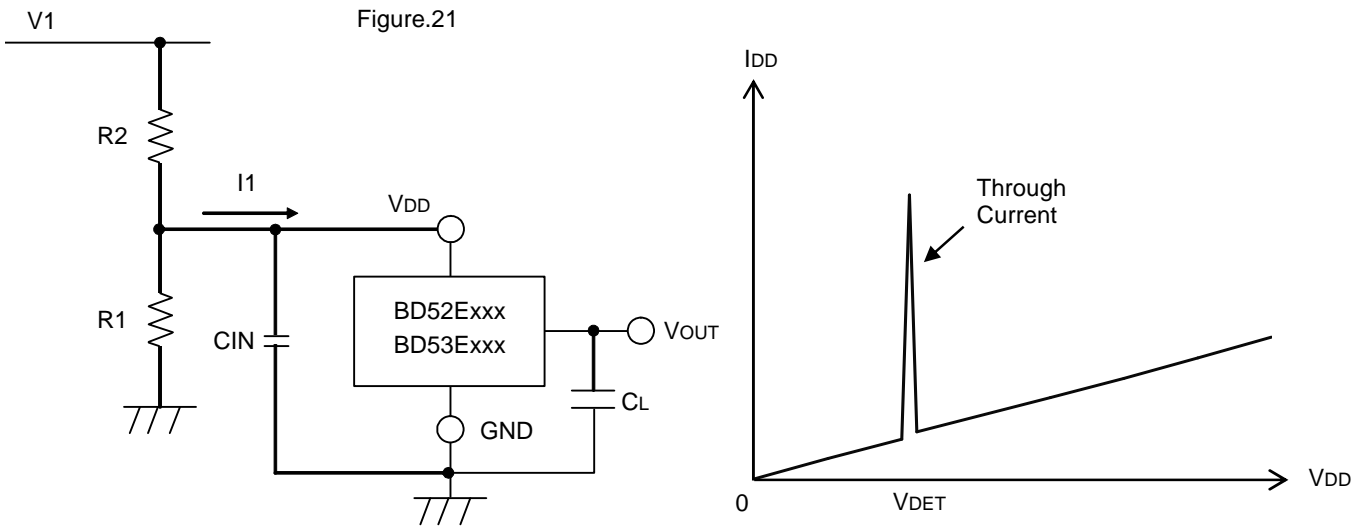 Figure.21
V1
R2
I1
VDD
R1
CIN
BD52Exxx
BD53Exxx
VOUT
CL
GND
IDD
Through
Current
0
VDET
VDD